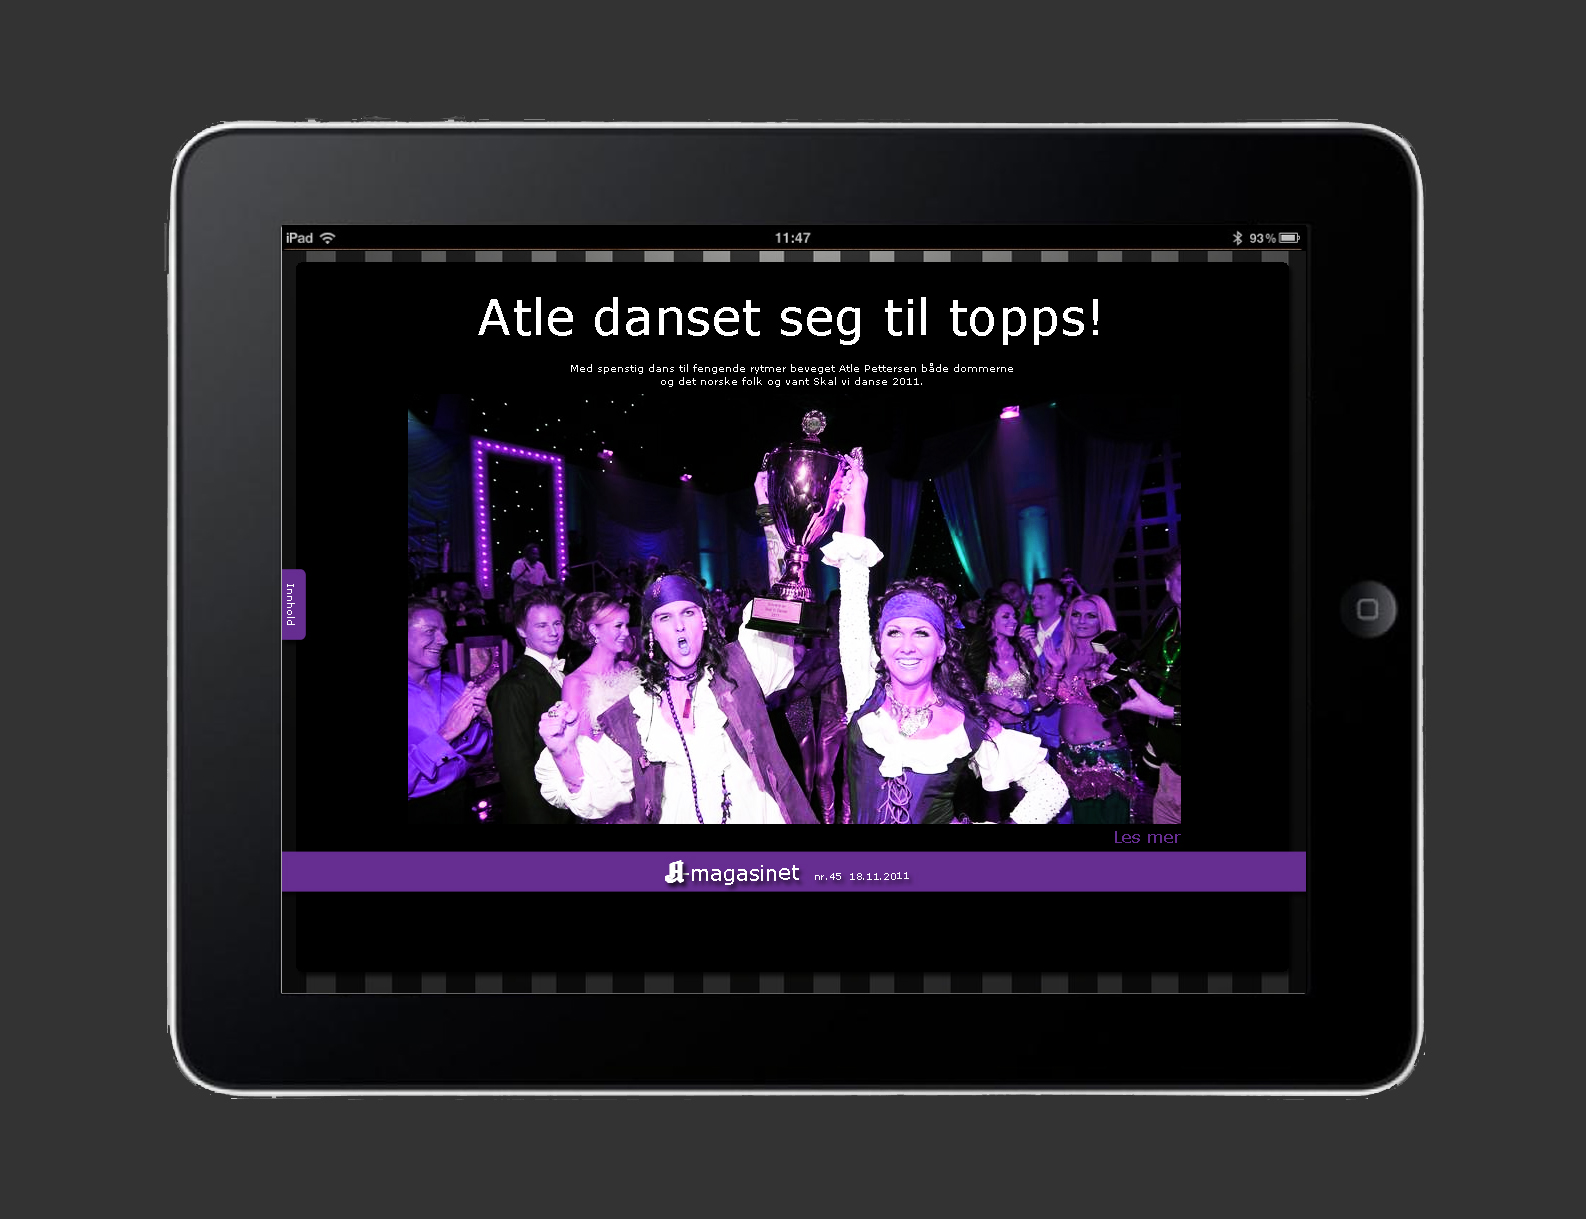 iPad 11:47 93%
Atle danset seg til topps!
Med spenstig dans til fengende rytmer beveget Atle Pettersen både dommerne
og det norske folk og vant Skal vi danse 2011.
Innhold
Les mer
A-magasinet nr.45 18.11.2011